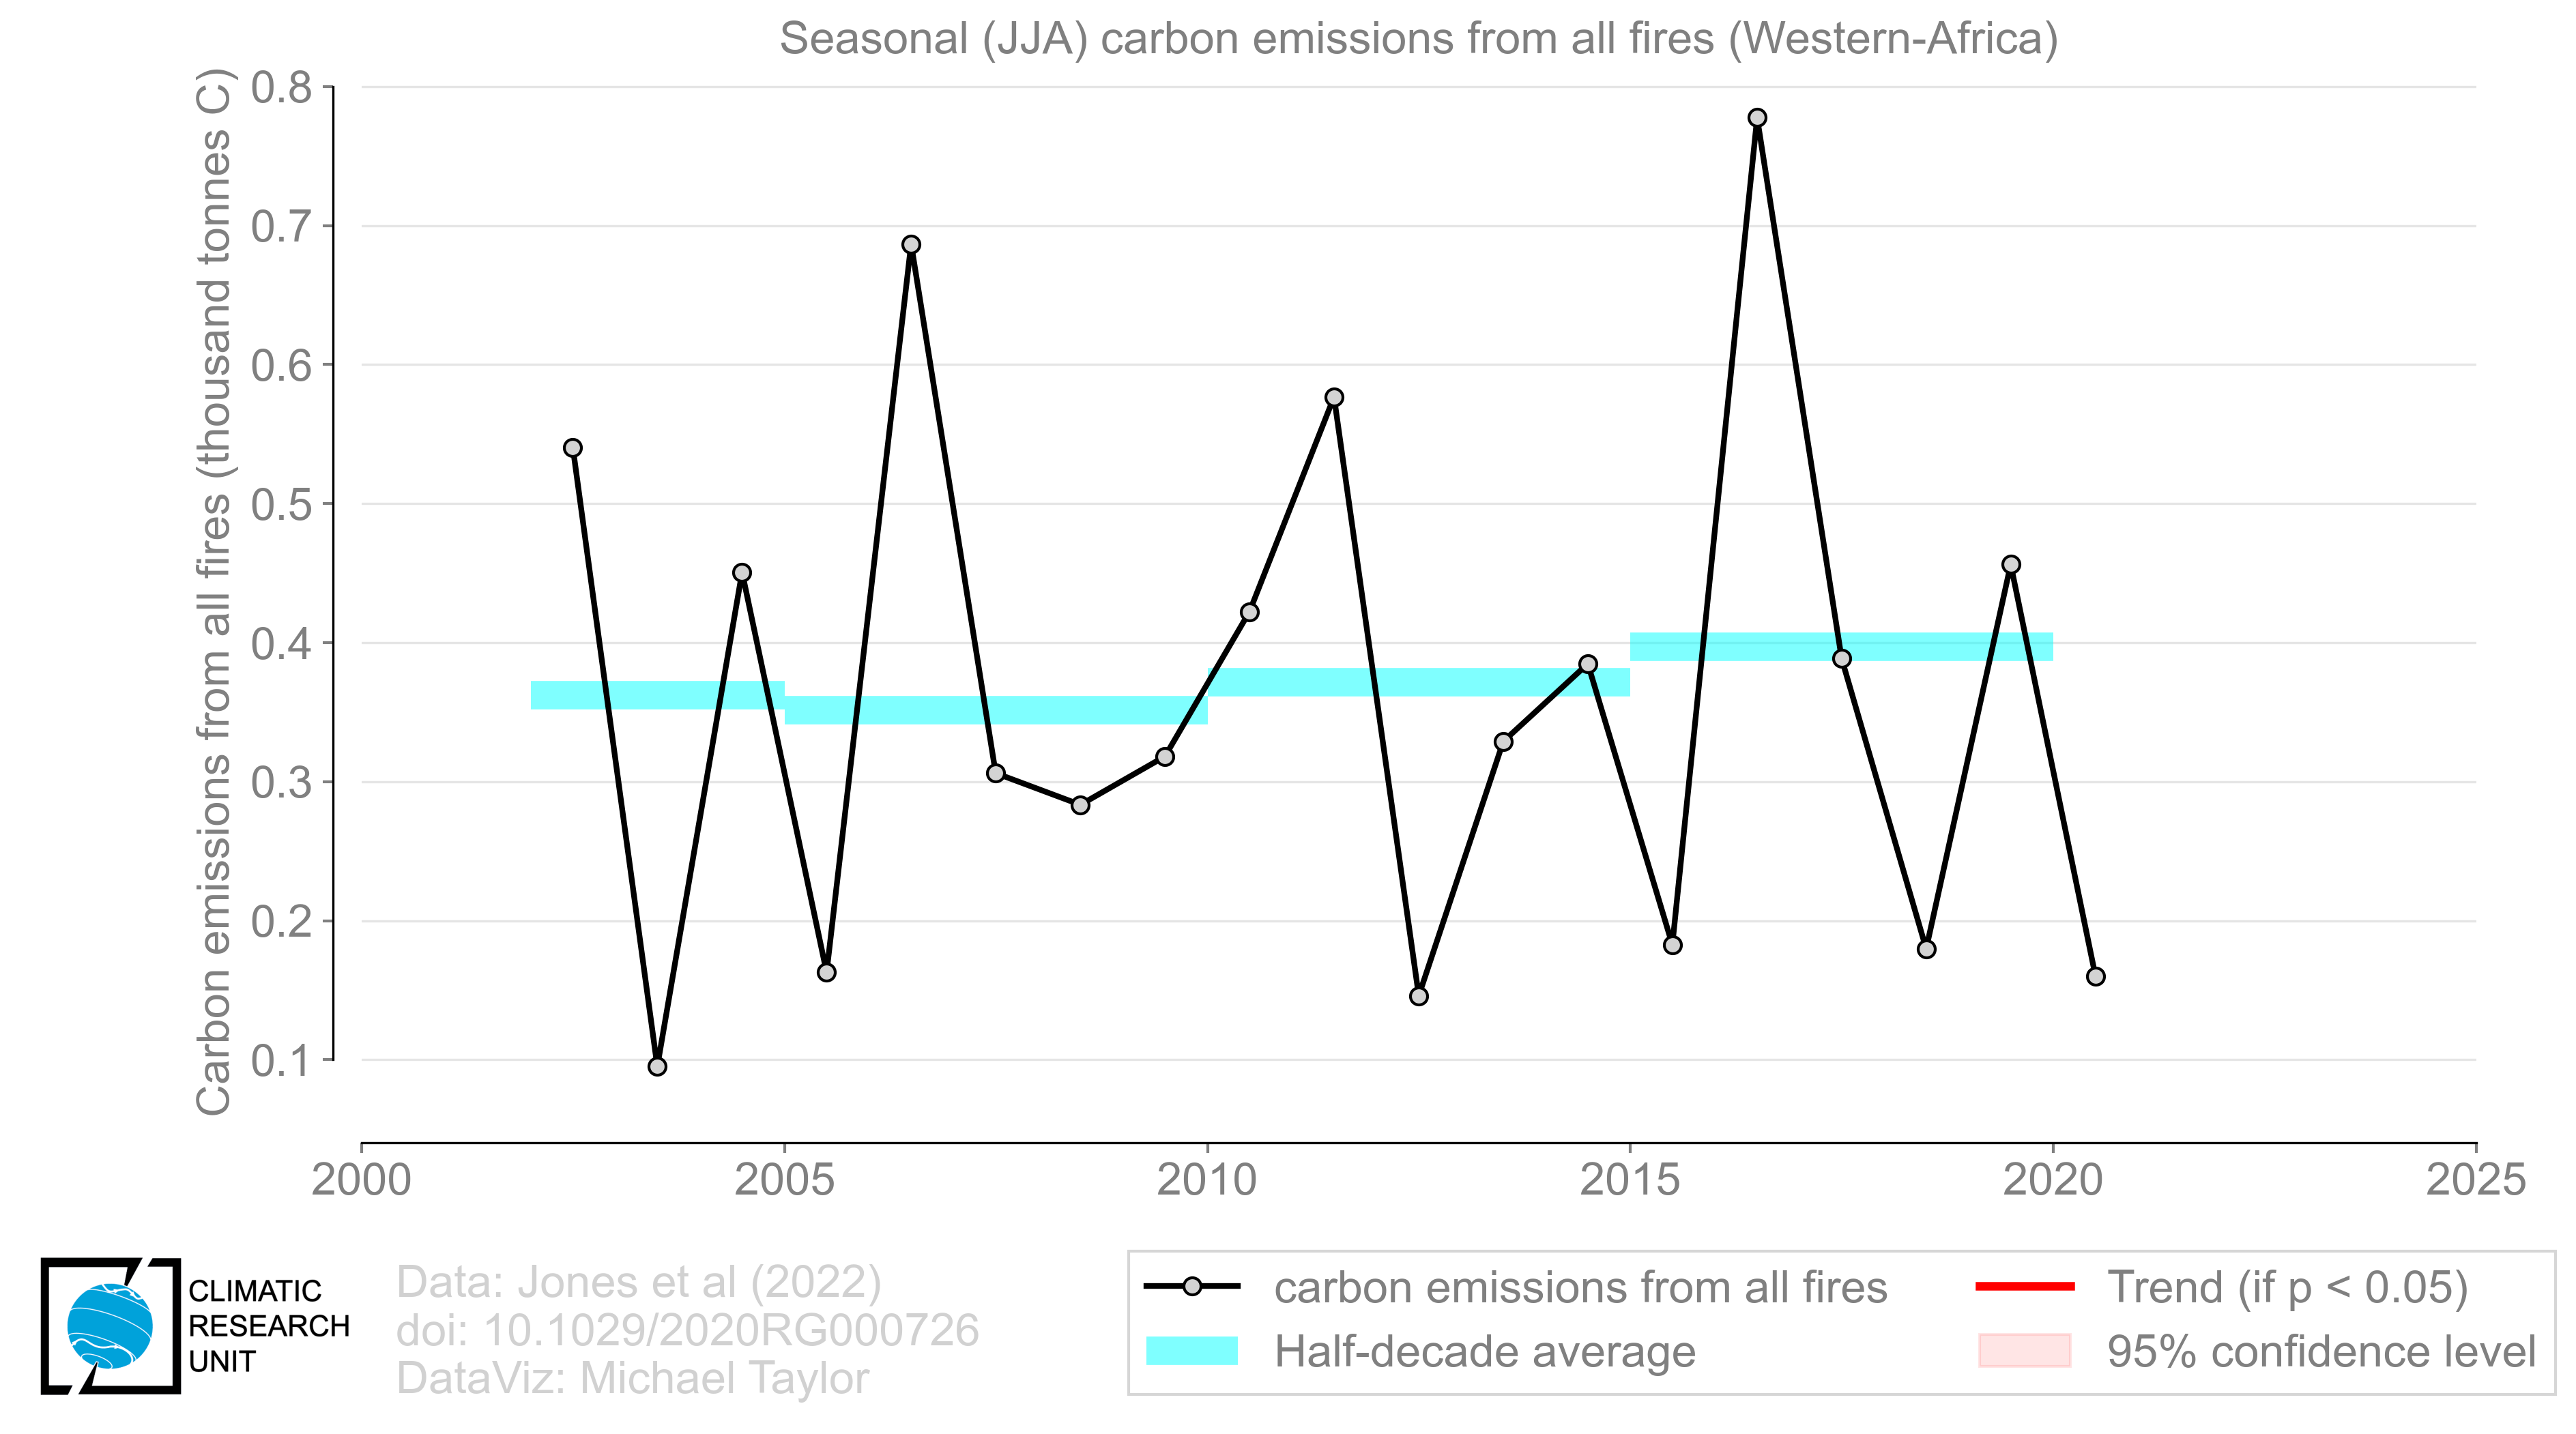 Seasonal (JJA) carbon emissions from all fires (Western-Africa)
Carbon emissions from all fires (thousand tonnes C)
0.8
0.7
0.6
0.5
0.4
0.3
0.2
0.1
2000
2005
2010
2015
2020
2025
CLIMATIC
RESEARCH
UNIT
Data: Jones et al (2022)
doi: 10.1029/2020RG000726
DataViz: Michael Taylor
carbon emissions from all fires
Half-decade average
Trend (if p < 0.05)
95% confidence level